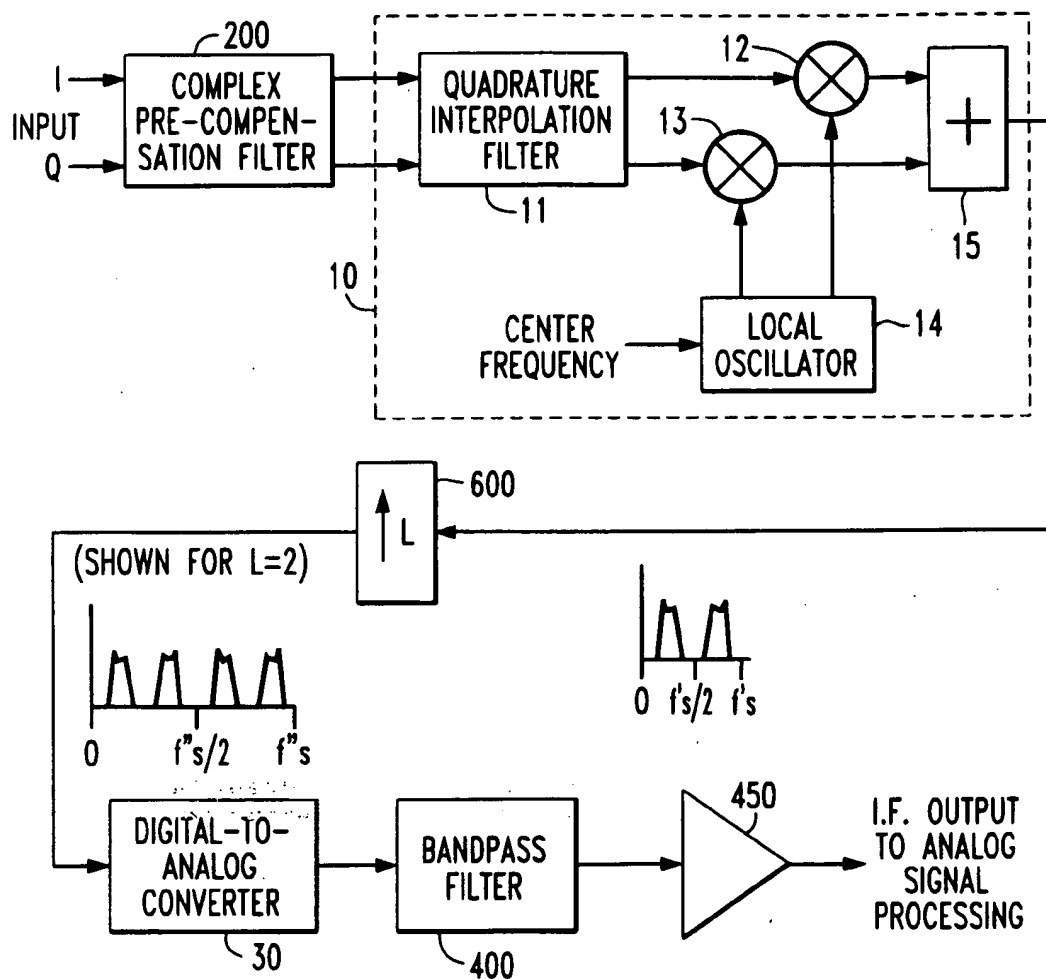 200
I
INPUT
Q
COMPLEX
PRE-COMPEN-
SATION FILTER
QUADRATURE
INTERPOLATION
FILTER
11
12
13
+
15
10
CENTER
FREQUENCY
LOCAL
OSCILLATOR
14
↑ L
600
(SHOWN FOR L=2)
0
f"s/2
f"s
0
f's/2
f's
DIGITAL-TO-
ANALOG
CONVERTER
30
BANDPASS
FILTER
400
450
I.F. OUTPUT
TO ANALOG
SIGNAL
PROCESSING